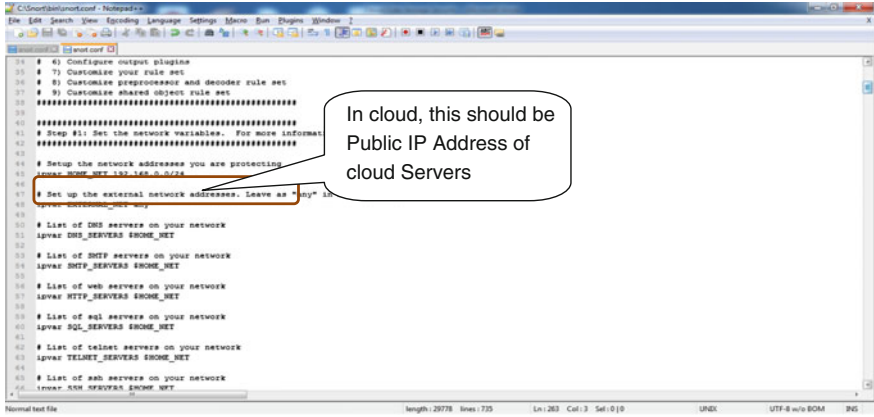 C:\Snort\bin\snort.conf - Notepad++
File Edit Search View Encoding Language Settings Macro Run Plugins Window ?
snort.conf
34 # 6) Configure output plugins
35 # 7) Customize your rule set
36 # 8) Customize preprocessor and decoder rule set
37 # 9) Customize shared object rule set
38 ###################################################
39
40 ###################################################
41 # Step #1: Set the network variables. For more informat
42 ###################################################
43
44 # Setup the network addresses you are protecting
45 ipvar HOME_NET 192.168.0.0/24
46
47 # Set up the external network addresses. Leave as "any" in
48 ipvar EXTERNAL_NET any
49
50 # List of DNS servers on your network
51 ipvar DNS_SERVERS $HOME_NET
52
53 # List of SMTP servers on your network
54 ipvar SMTP_SERVERS $HOME_NET
55
56 # List of web servers on your network
57 ipvar HTTP_SERVERS $HOME_NET
58
59 # List of sql servers on your network
60 ipvar SQL_SERVERS $HOME_NET
61
62 # List of telnet servers on your network
63 ipvar TELNET_SERVERS $HOME_NET
64
65 # List of ssh servers on your network
66 ipvar SSH_SERVERS $HOME_NET
In cloud, this should be
Public IP Address of
cloud Servers
Normal text file length : 29778 lines : 735 Ln : 263 Col : 3 Sel : 0 | 0 UNIX UTF-8 w/o BOM INS